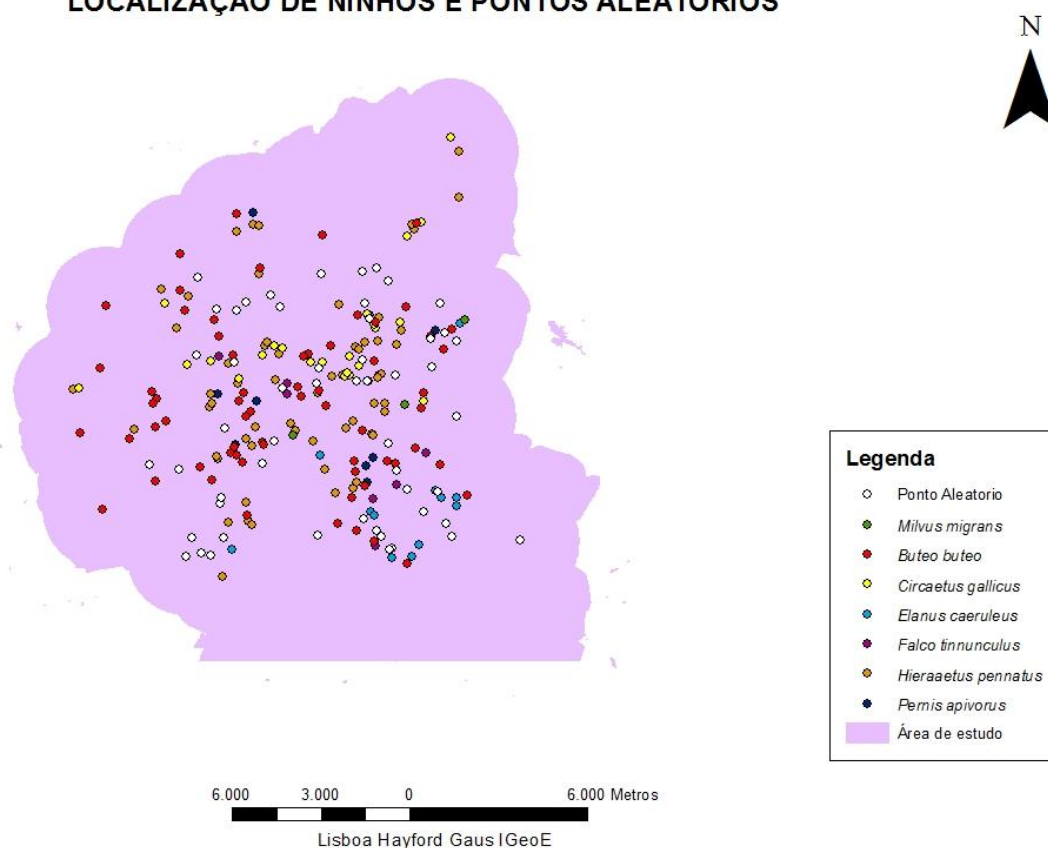 LOCALIZAÇÃO DE NINHOS E PONTOS ALEATÓRIOS
N
Legenda
Ponto Aleatorio
Milvus migrans
Buteo buteo
Circaetus gallicus
Elanus caeruleus
Falco tinnunculus
Hieraaetus pennatus
Pernis apivorus
Área de estudo
6.000 3.000 0 6.000 Metros
Lisboa Hayford Gaus IGeoE